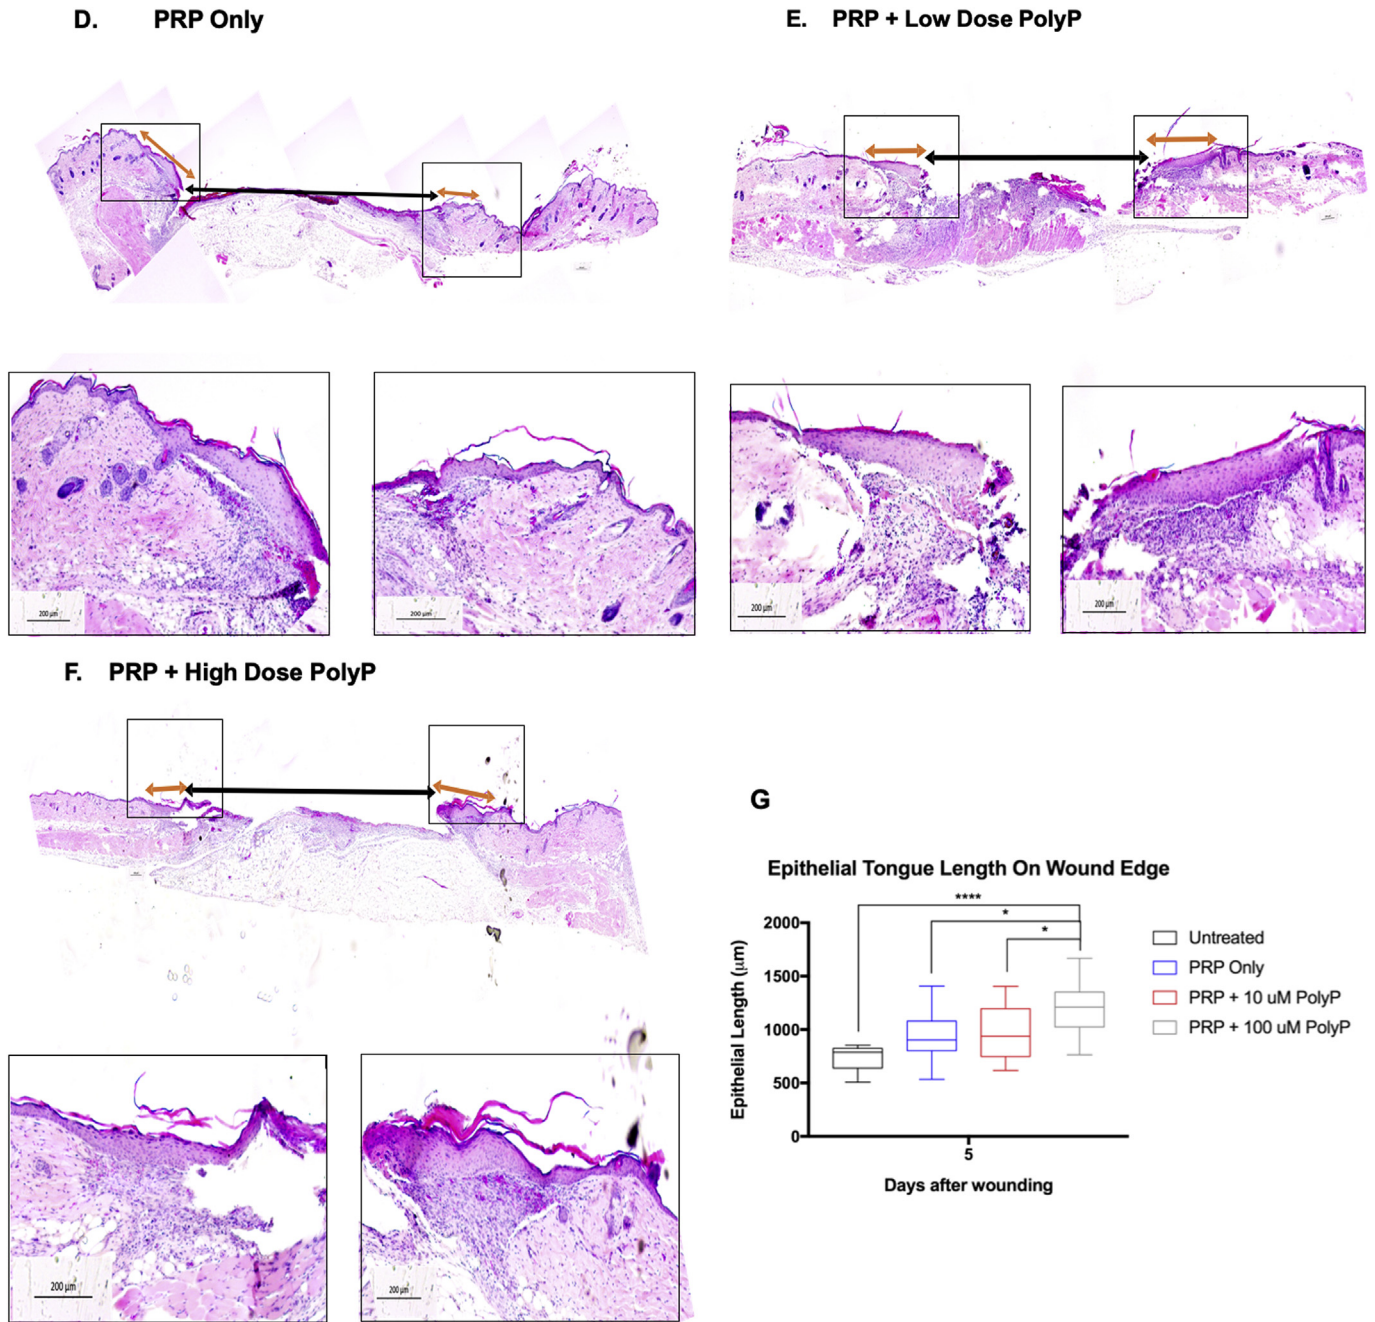 D. PRP Only
E. PRP + Low Dose PolyP
200 µm
200 µm
200 µm
200 µm
F. PRP + High Dose PolyP
200 µm
200 µm
G
Epithelial Tongue Length On Wound Edge
****
*
*
Epithelial Length (µm)
2000
1500
1000
500
0
5
Days after wounding
Untreated
PRP Only
PRP + 10 uM PolyP
PRP + 100 uM PolyP